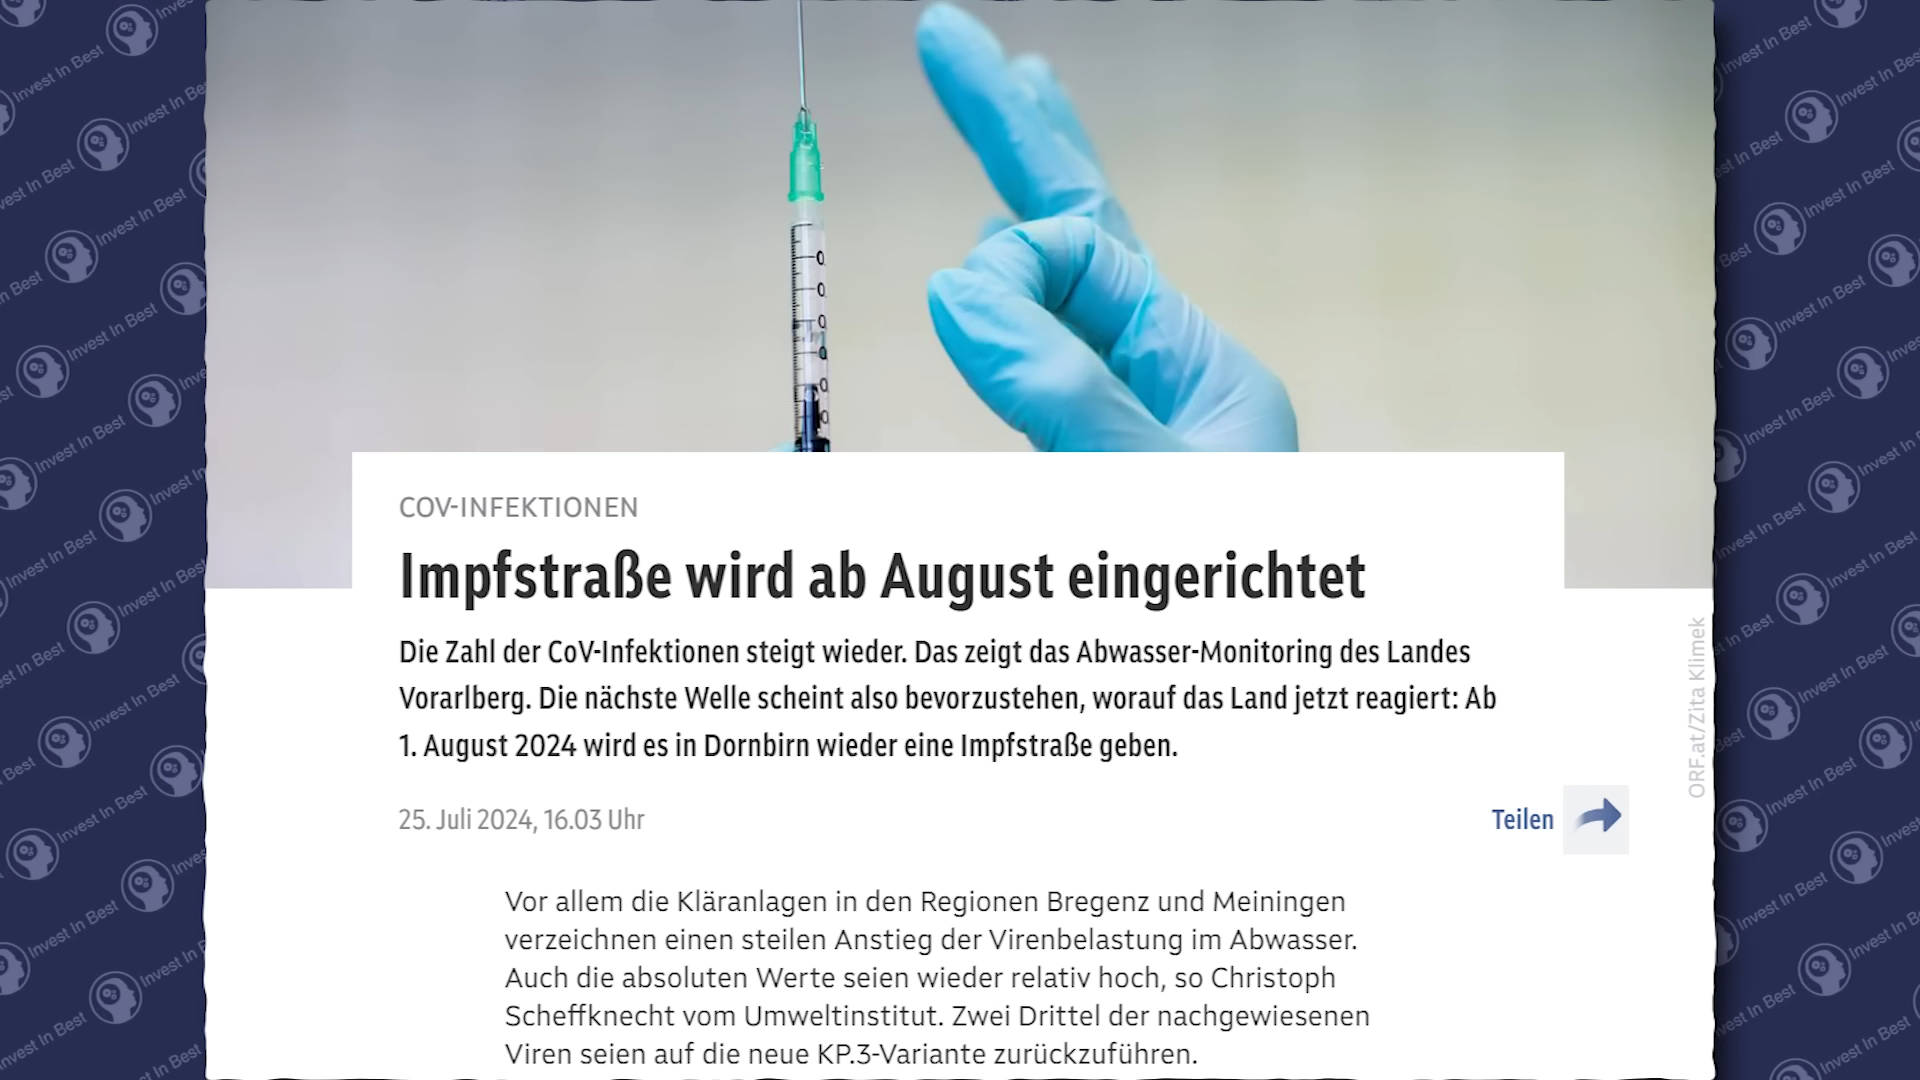 COV-INFEKTIONEN
Impfstraße wird ab August eingerichtet
Die Zahl der CoV-Infektionen steigt wieder. Das zeigt das Abwasser-Monitoring des Landes
Vorarlberg. Die nächste Welle scheint also bevorzustehen, worauf das Land jetzt reagiert: Ab
1. August 2024 wird es in Dornbirn wieder eine Impfstraße geben.
ORF.at/Zita Klimek
25. Juli 2024, 16.03 Uhr
Teilen
Vor allem die Kläranlagen in den Regionen Bregenz und Meiningen
verzeichnen einen steilen Anstieg der Virenbelastung im Abwasser.
Auch die absoluten Werte seien wieder relativ hoch, so Christoph
Scheffknecht vom Umweltinstitut. Zwei Drittel der nachgewiesenen
Viren seien auf die neue KP.3-Variante zurückzuführen.
Invest In Best